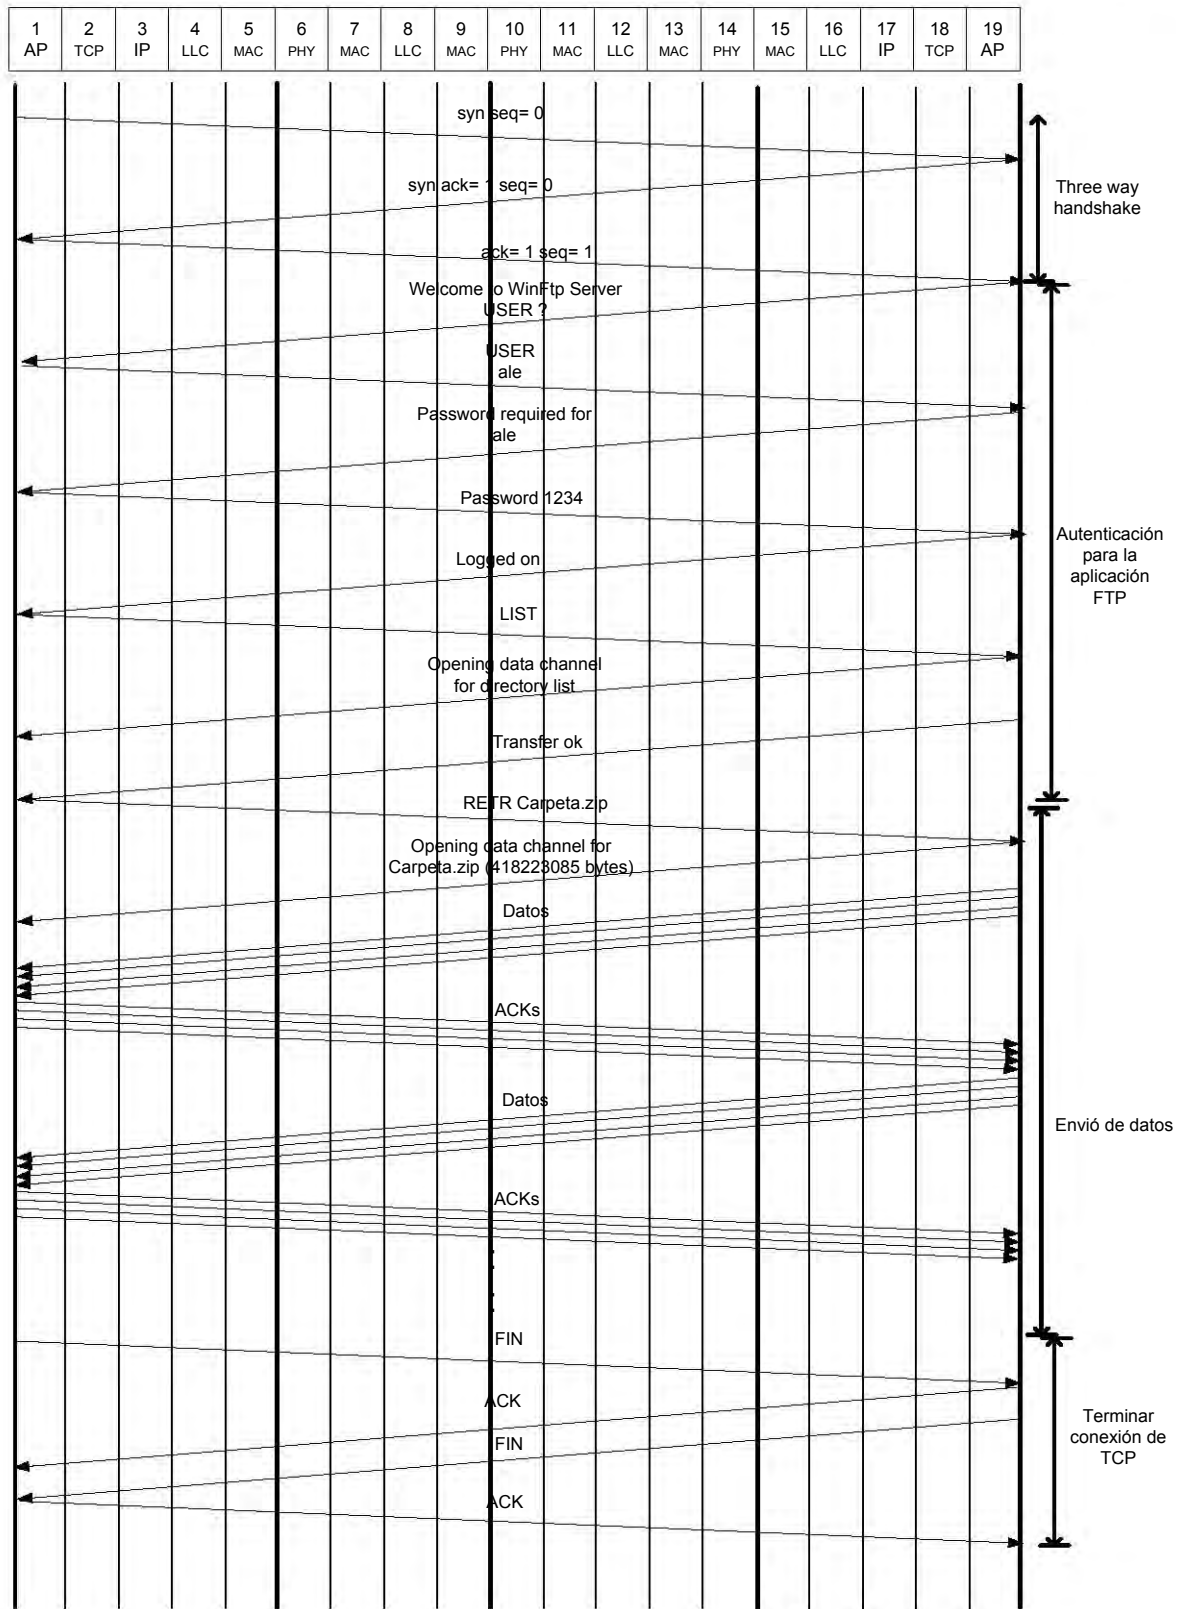 1 2 3 4 5 6 7 8 9 10 11 12 13 14 15 16 17 18 19
AP TCP IP LLC MAC PHY MAC LLC MAC PHY MAC LLC MAC PHY MAC LLC IP TCP AP
syn seq= 0
syn ack= 1 seq= 0
Three way
handshake
ack= 1 seq= 1
Welcome to WinFtp Server
USER ?
USER
ale
Password required for
ale
Password 1234
Logged on
Autenticación
para la
aplicación
FTP
LIST
Opening data channel
for directory list
Transfer ok
RETR Carpeta.zip
Opening data channel for
Carpeta.zip (418223085 bytes)
Datos
ACKs
Datos
Envió de datos
ACKs
FIN
ACK
Terminar
conexión de
TCP
FIN
ACK